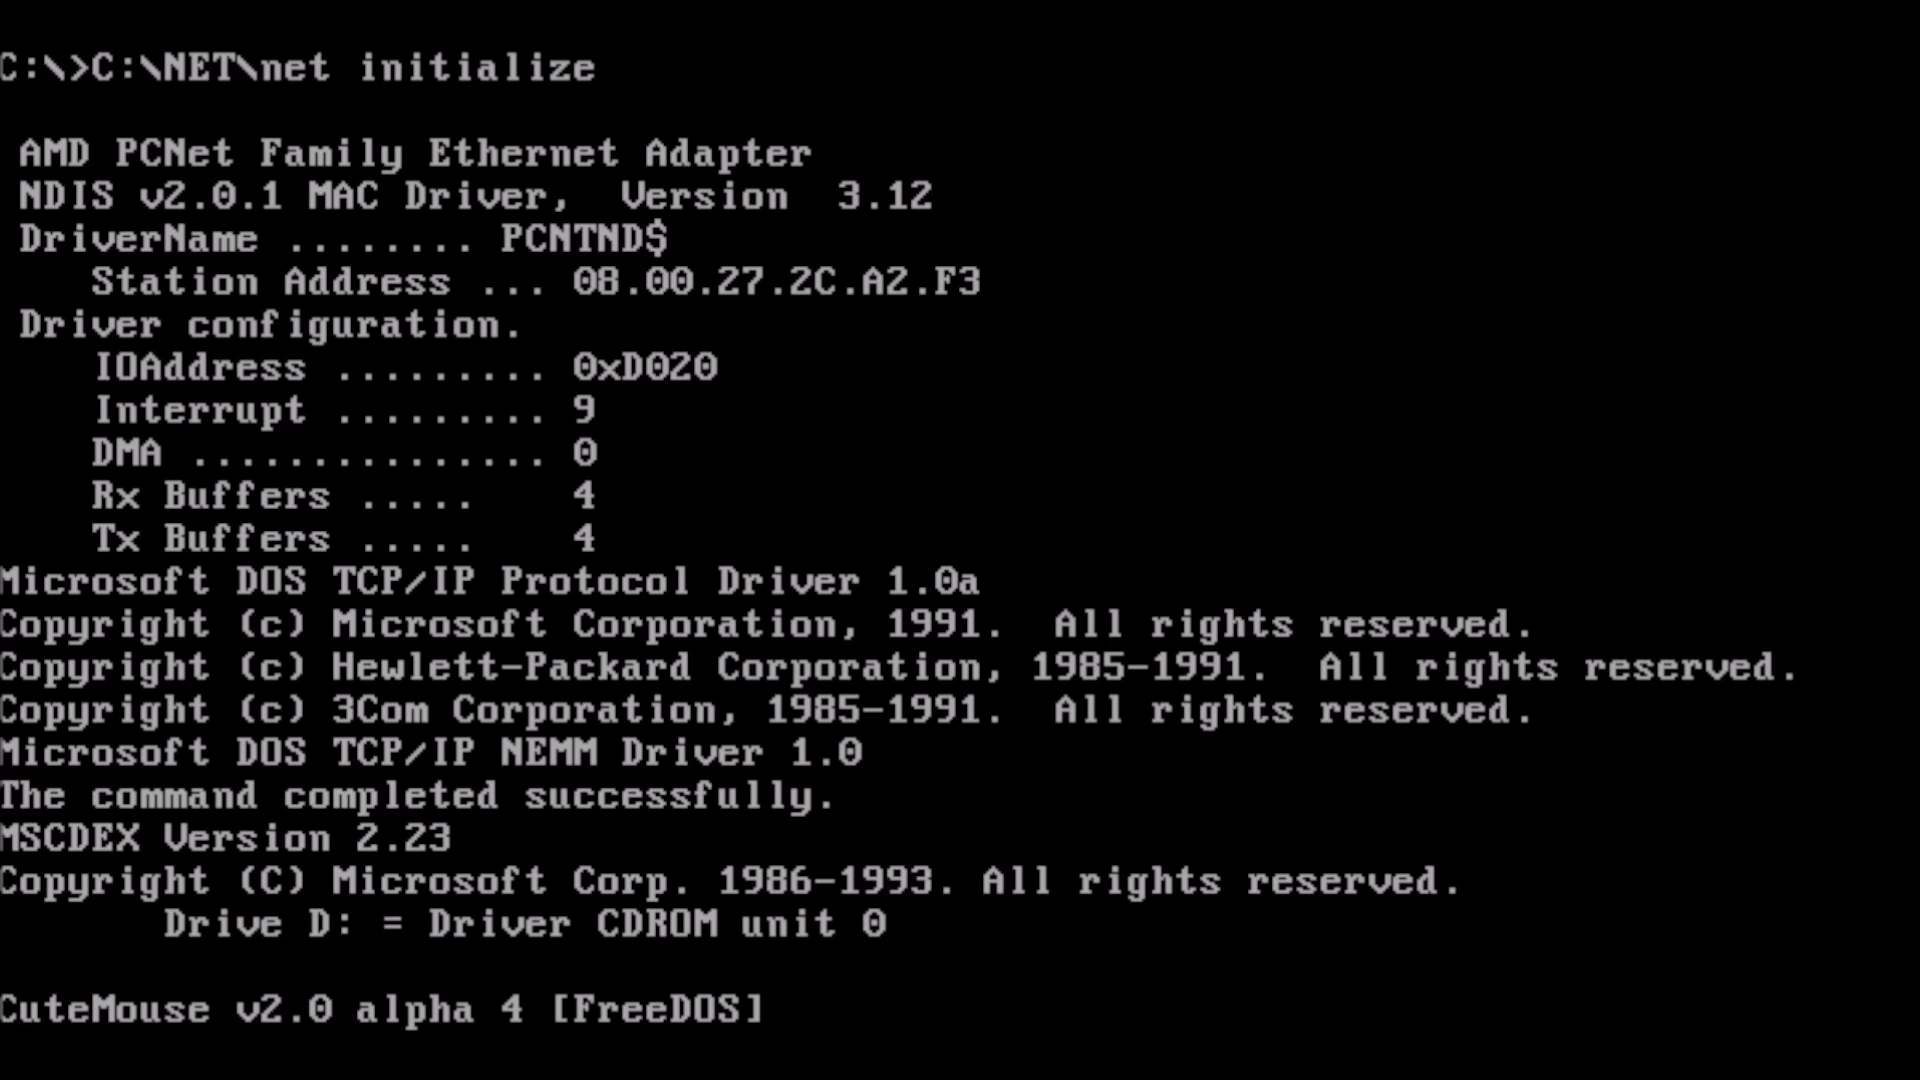 C:\>C:\NET\net initialize
AMD PCNet Family Ethernet Adapter
NDIS v2.0.1 MAC Driver,  Version  3.12
DriverName ........ PCNTND$
Station Address ... 08.00.27.2C.A2.F3
Driver configuration.
IOAddress ......... 0xD020
Interrupt ......... 9
DMA ............... 0
Rx Buffers .....    4
Tx Buffers .....    4
Microsoft DOS TCP/IP Protocol Driver 1.0a
Copyright (c) Microsoft Corporation, 1991.  All rights reserved.
Copyright (c) Hewlett-Packard Corporation, 1985-1991.  All rights reserved.
Copyright (c) 3Com Corporation, 1985-1991.  All rights reserved.
Microsoft DOS TCP/IP NEMM Driver 1.0
The command completed successfully.
MSCDEX Version 2.23
Copyright (C) Microsoft Corp. 1986-1993. All rights reserved.
Drive D: = Driver CDROM unit 0
CuteMouse v2.0 alpha 4 [FreeDOS]